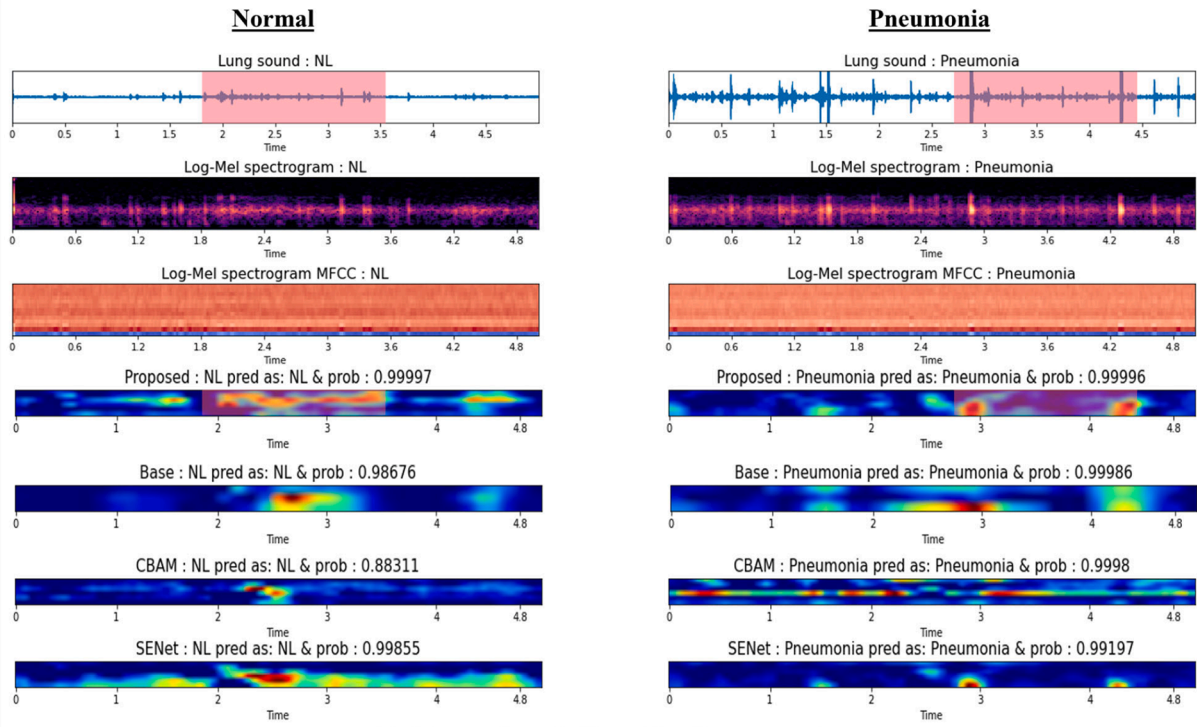 Normal
Lung sound : NL
0 0.5 1 1.5 2 2.5 3 3.5 4 4.5
Time
Log-Mel spectrogram : NL
0 0.6 1.2 1.8 2.4 3 3.6 4.2 4.8
Time
Log-Mel spectrogram MFCC : NL
0 0.6 1.2 1.8 2.4 3 3.6 4.2 4.8
Time
Proposed : NL pred as: NL & prob : 0.99997
0 1 2 3 4 4.8
Time
Base : NL pred as: NL & prob : 0.98676
0 1 2 3 4 4.8
Time
CBAM : NL pred as: NL & prob : 0.88311
0 1 2 3 4 4.8
Time
SENet : NL pred as: NL & prob : 0.99855
0 1 2 3 4 4.8
Time
Pneumonia
Lung sound : Pneumonia
0 0.5 1 1.5 2 2.5 3 3.5 4 4.5
Time
Log-Mel spectrogram : Pneumonia
0 0.6 1.2 1.8 2.4 3 3.6 4.2 4.8
Time
Log-Mel spectrogram MFCC : Pneumonia
0 0.6 1.2 1.8 2.4 3 3.6 4.2 4.8
Time
Proposed : Pneumonia pred as: Pneumonia & prob : 0.99996
0 1 2 3 4 4.8
Time
Base : Pneumonia pred as: Pneumonia & prob : 0.99986
0 1 2 3 4 4.8
Time
CBAM : Pneumonia pred as: Pneumonia & prob : 0.9998
0 1 2 3 4 4.8
Time
SENet : Pneumonia pred as: Pneumonia & prob : 0.99197
0 1 2 3 4 4.8
Time